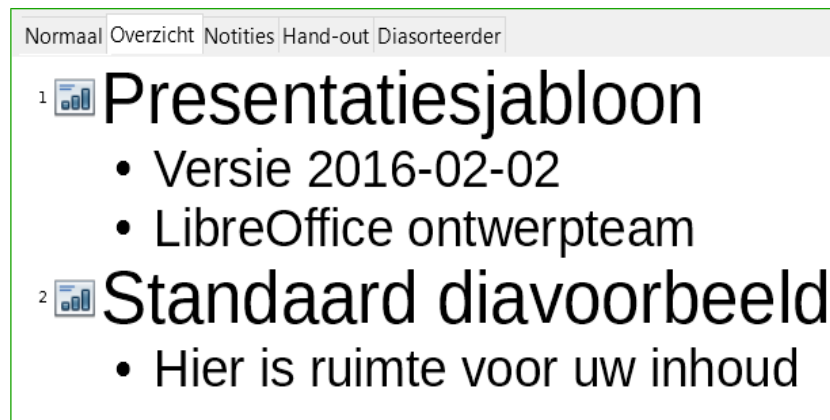 Normaal Overzicht Notities Hand-out Diasorteerder
1 Presentatiesjabloon
• Versie 2016-02-02
• LibreOffice ontwerpteam
2 Standaard diavoorbeeld
• Hier is ruimte voor uw inhoud